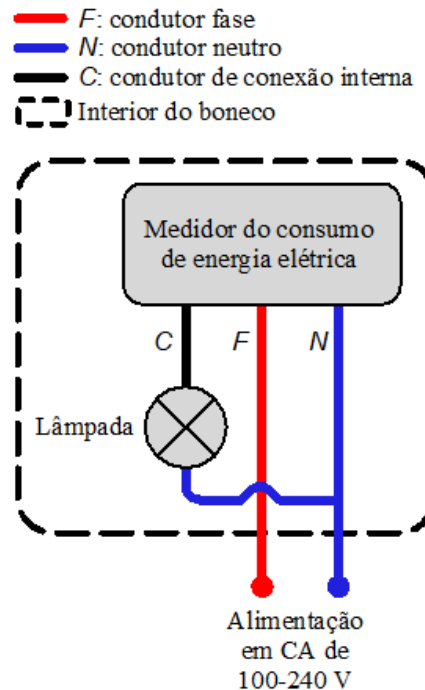 F: condutor fase
N: condutor neutro
C: condutor de conexão interna
Interior do boneco
Medidor do consumo
de energia elétrica
C
F
N
Lâmpada
Alimentação
em CA de
100-240 V